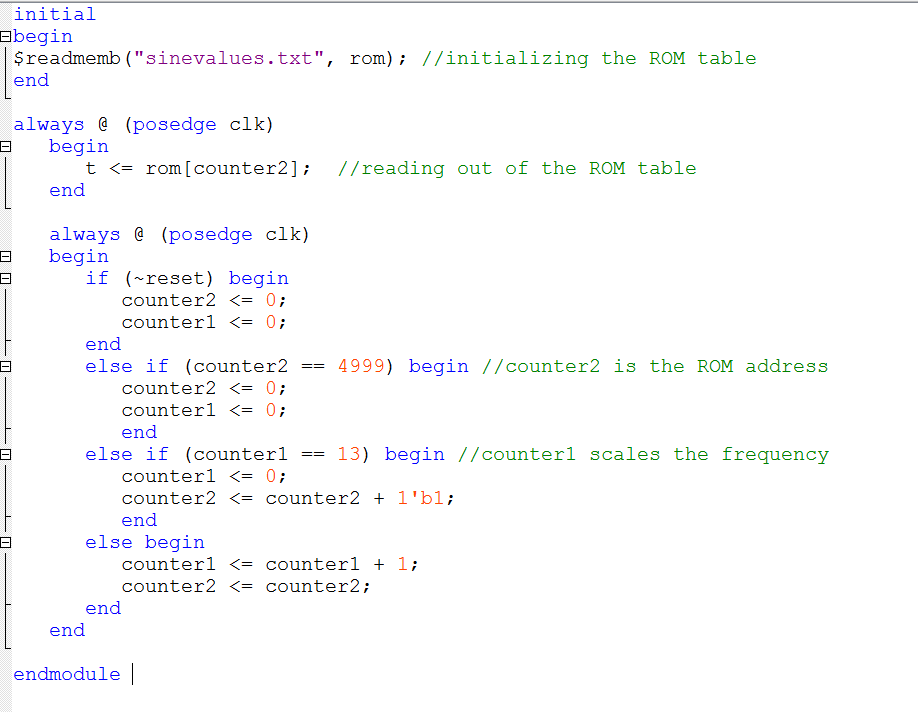 initial
begin
$readmemb("sinevalues.txt", rom); //initializing the ROM table
end
always @ (posedge clk)
begin
t <= rom[counter2]; //reading out of the ROM table
end
always @ (posedge clk)
begin
if (~reset) begin
counter2 <= 0;
counter1 <= 0;
end
else if (counter2 == 4999) begin //counter2 is the ROM address
counter2 <= 0;
counter1 <= 0;
end
else if (counter1 == 13) begin //counter1 scales the frequency
counter1 <= 0;
counter2 <= counter2 + 1'b1;
end
else begin
counter1 <= counter1 + 1;
counter2 <= counter2;
end
end
endmodule